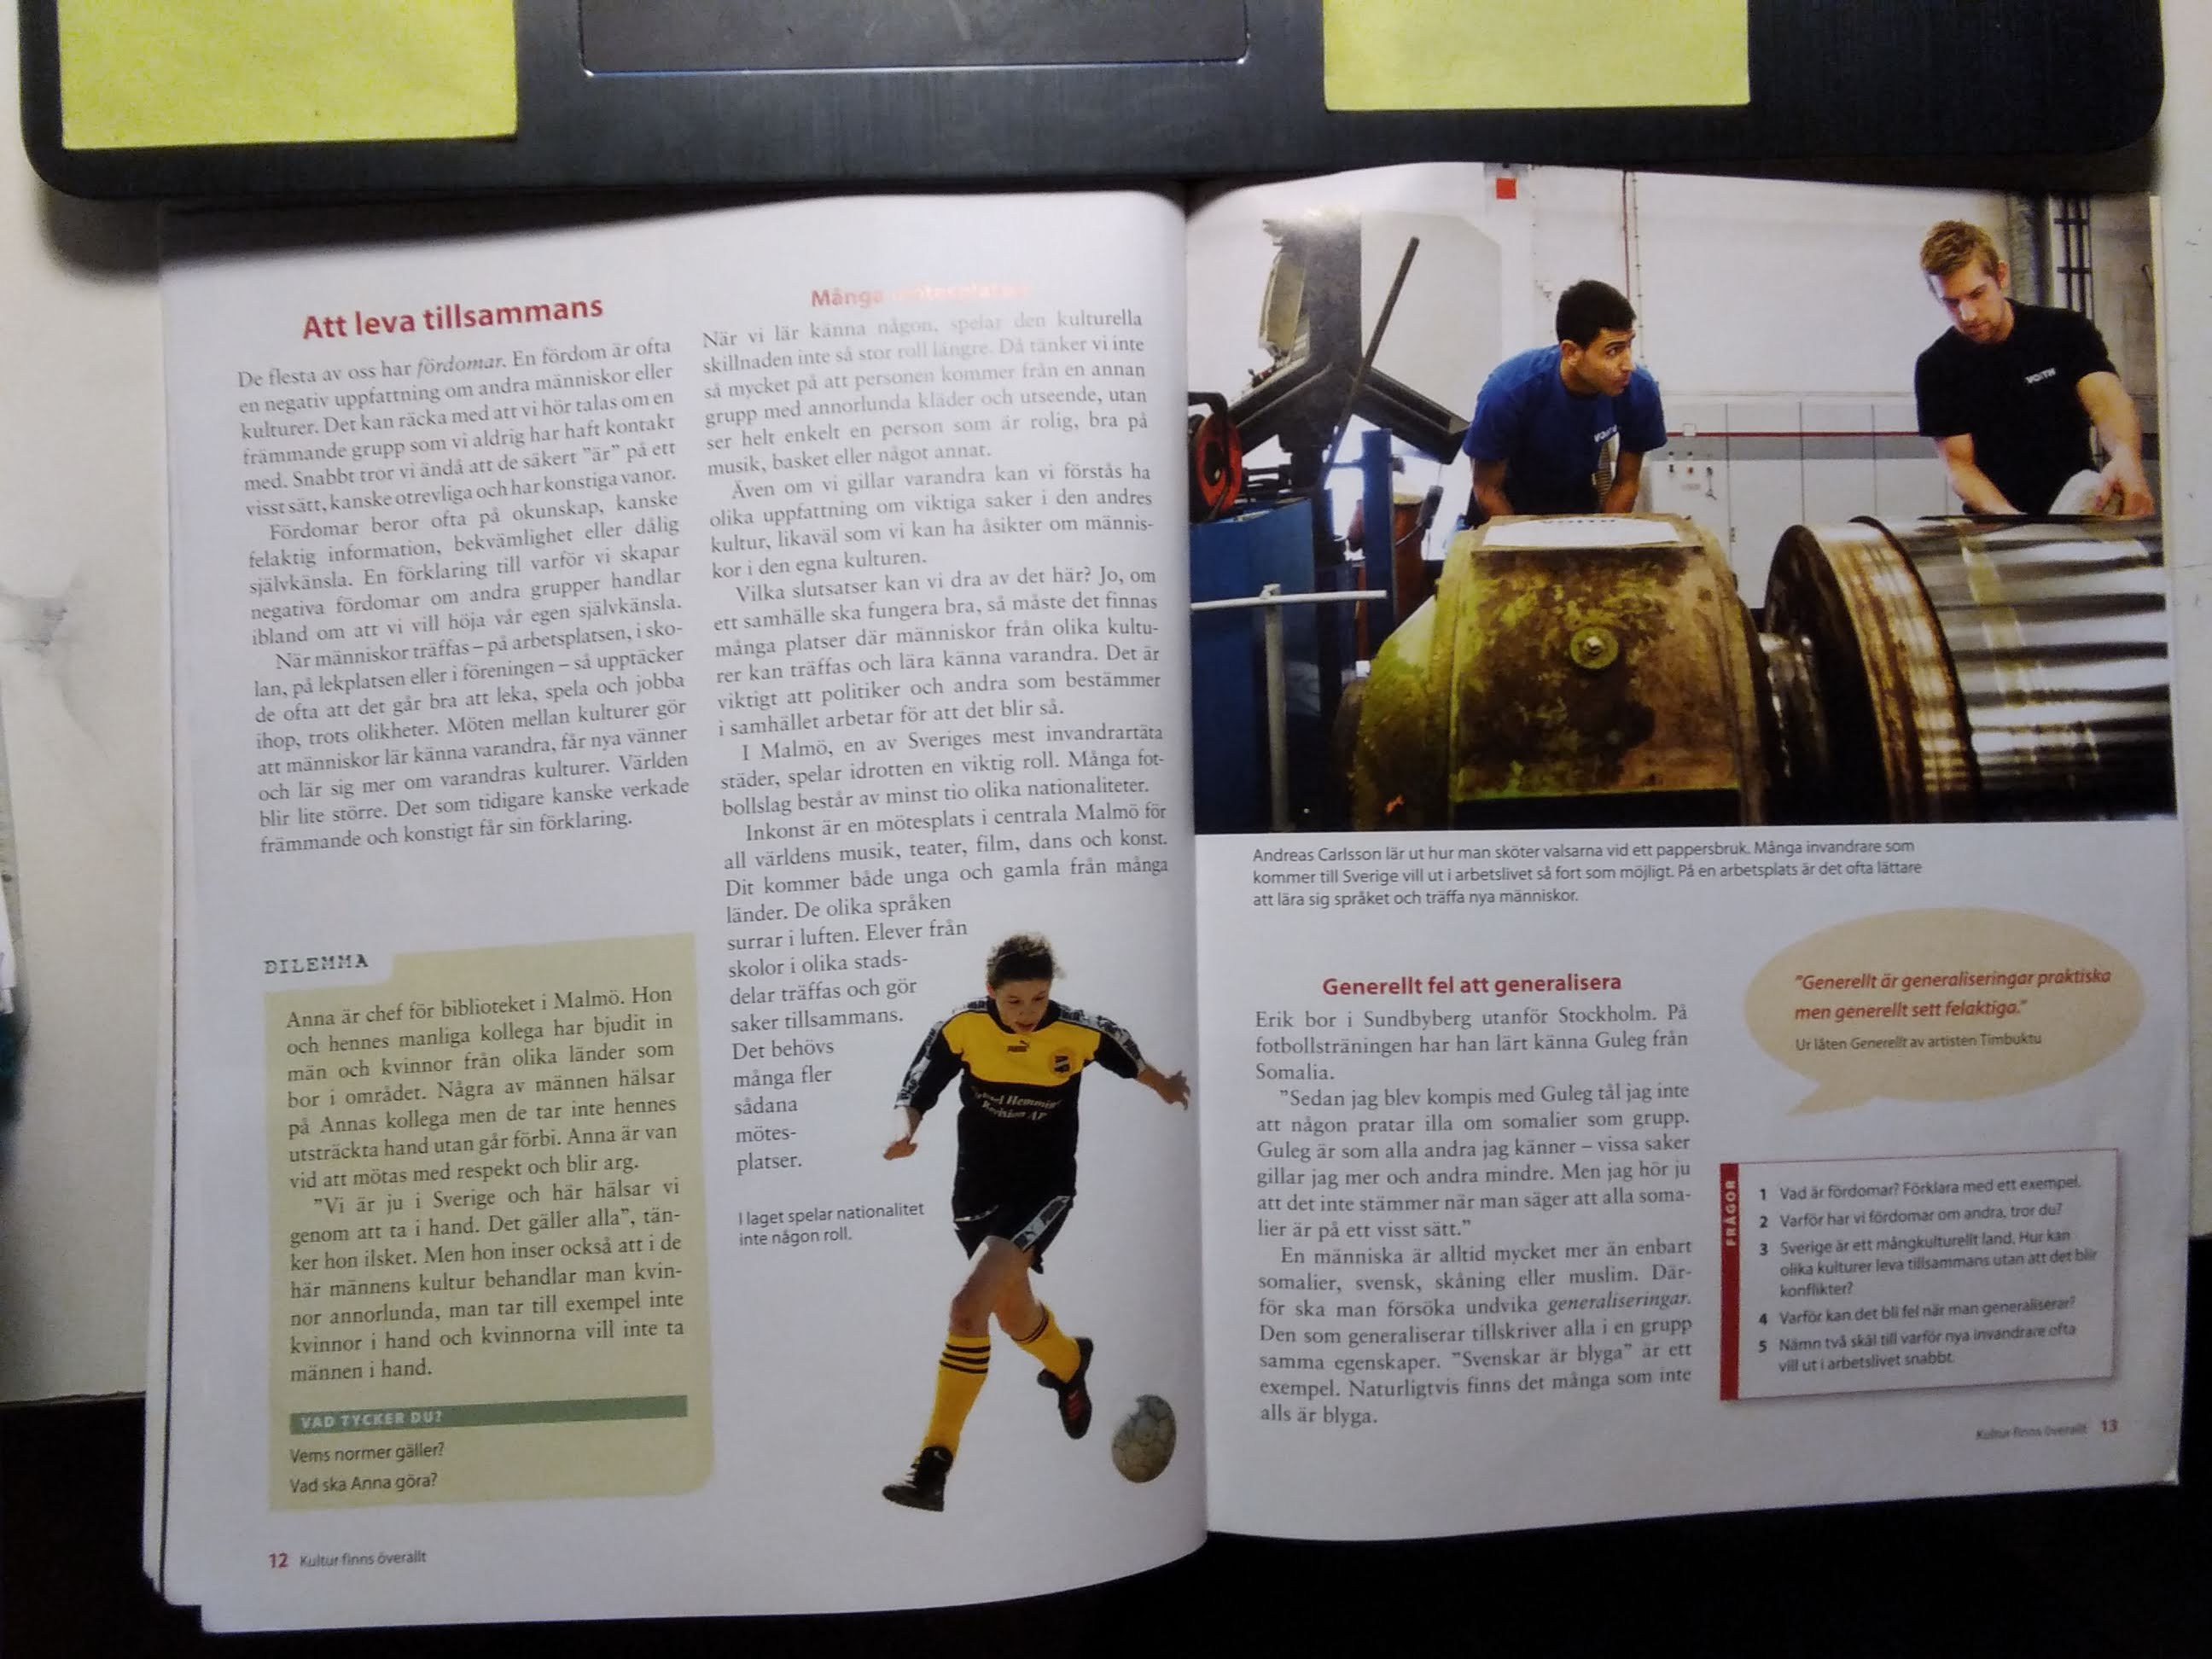 Att leva tillsammans
De flesta av oss har fördomar. En fördom är ofta
en negativ uppfattning om andra människor eller
kulturer. Det kan räcka med att vi hör talas om en
främmande grupp som vi aldrig har haft kontakt
med. Snabbt tror vi ändå att de säkert ”är” på ett
visst sätt, kanske otrevliga och har konstiga vanor.
Fördomar beror ofta på okunskap, kanske
felaktig information, bekvämlighet eller dålig
självkänsla. En förklaring till varför vi skapar
negativa fördomar om andra grupper handlar
ibland om att vi vill höja vår egen självkänsla.
När människor träffas – på arbetsplatsen, i sko-
lan, på lekplatsen eller i föreningen – så upptäcker
de ofta att det går bra att leka, spela och jobba
ihop, trots olikheter. Möten mellan kulturer gör
att människor lär känna varandra, får nya vänner
och lär sig mer om varandras kulturer. Världen
blir lite större. Det som tidigare kanske verkade
främmande och konstigt får sin förklaring.
DILEMMA
Anna är chef för biblioteket i Malmö. Hon
och hennes manliga kollega har bjudit in
män och kvinnor från olika länder som
bor i området. Några av männen hälsar
på Annas kollega men de tar inte hennes
utsträckta hand utan går förbi. Anna är van
vid att mötas med respekt och blir arg.
”Vi är ju i Sverige och här hälsar vi
genom att ta i hand. Det gäller alla”, tän-
ker hon ilsket. Men hon inser också att i de
här männens kultur behandlar man kvin-
nor annorlunda, man tar till exempel inte
kvinnor i hand och kvinnorna vill inte ta
männen i hand.
VAD TYCKER DU?
Vems normer gäller?
Vad ska Anna göra?
12 Kultur finns överallt
Många mötesplatser
När vi lär känna någon, spelar den kulturella
skillnaden inte så stor roll längre. Då tänker vi inte
så mycket på att personen kommer från en annan
grupp med annorlunda kläder och utseende, utan
ser helt enkelt en person som är rolig, bra på
musik, basket eller något annat.
Även om vi gillar varandra kan vi förstås ha
olika uppfattning om viktiga saker i den andres
kultur, likaväl som vi kan ha åsikter om männis-
kor i den egna kulturen.
Vilka slutsatser kan vi dra av det här? Jo, om
ett samhälle ska fungera bra, så måste det finnas
många platser där människor från olika kultu-
rer kan träffas och lära känna varandra. Det är
viktigt att politiker och andra som bestämmer
i samhället arbetar för att det blir så.
I Malmö, en av Sveriges mest invandrartäta
städer, spelar idrotten en viktig roll. Många fot-
bollslag består av minst tio olika nationaliteter.
Inkonst är en mötesplats i centrala Malmö för
all världens musik, teater, film, dans och konst.
Dit kommer både unga och gamla från många
länder. De olika språken
surrar i luften. Elever från
skolor i olika stads-
delar träffas och gör
saker tillsammans.
Det behövs
många fler
sådana
mötes-
platser.
I laget spelar nationalitet
inte någon roll.
VOITH
Andreas Carlsson lär ut hur man sköter valsarna vid ett pappersbruk. Många invandrare som
kommer till Sverige vill ut i arbetslivet så fort som möjligt. På en arbetsplats är det ofta lättare
att lära sig språket och träffa nya människor.
Generellt fel att generalisera
Erik bor i Sundbyberg utanför Stockholm. På
fotbollsträningen har han lärt känna Guleg från
Somalia.
”Sedan jag blev kompis med Guleg tål jag inte
att någon pratar illa om somalier som grupp.
Guleg är som alla andra jag känner – vissa saker
gillar jag mer och andra mindre. Men jag hör ju
att det inte stämmer när man säger att alla soma-
lier är på ett visst sätt.”
En människa är alltid mycket mer än enbart
somalier, svensk, skåning eller muslim. Där-
för ska man försöka undvika generaliseringar.
Den som generaliserar tillskriver alla i en grupp
samma egenskaper. ”Svenskar är blyga” är ett
exempel. Naturligtvis finns det många som inte
alls är blyga.
”Generellt är generaliseringar praktiska
men generellt sett felaktiga.”
Ur låten Generellt av artisten Timbuktu
FRÅGOR
1 Vad är fördomar? Förklara med ett exempel.
2 Varför har vi fördomar om andra, tror du?
3 Sverige är ett mångkulturellt land. Hur kan
olika kulturer leva tillsammans utan att det blir
konflikter?
4 Varför kan det bli fel när man generaliserar?
5 Nämn två skäl till varför nya invandrare ofta
vill ut i arbetslivet snabbt.
Kultur finns överallt 13